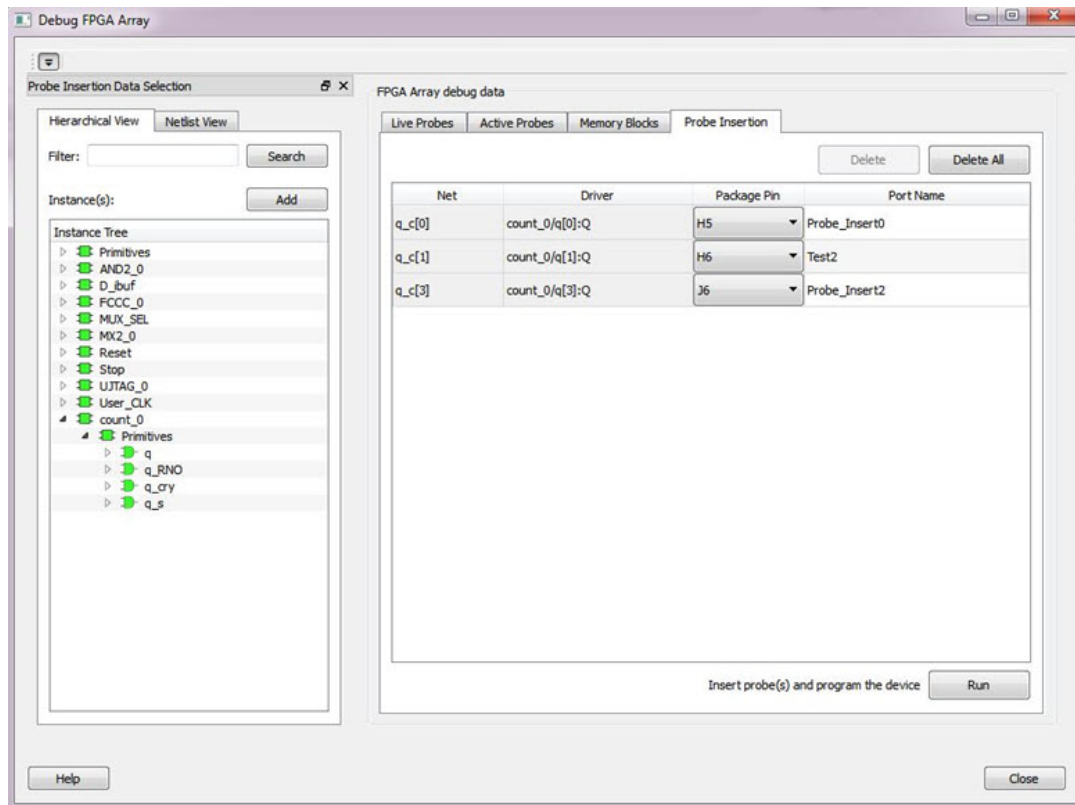 Debug FPGA Array
Probe Insertion Data Selection
Hierarchical View Netlist View
Filter: Search
Instance(s): Add
Instance Tree
Primitives
AND2_0
D_ibuf
FCCC_0
MUX_SEL
MX2_0
Reset
Stop
UJTAG_0
User_CLK
count_0
Primitives
q
q_RNO
q_cry
q_s
FPGA Array debug data
Live Probes Active Probes Memory Blocks Probe Insertion
Delete Delete All
Net Driver Package Pin Port Name
q_c[0] count_0/q[0]:Q H5 Probe_Insert0
q_c[1] count_0/q[1]:Q H6 Test2
q_c[3] count_0/q[3]:Q J6 Probe_Insert2
Insert probe(s) and program the device Run
Help Close